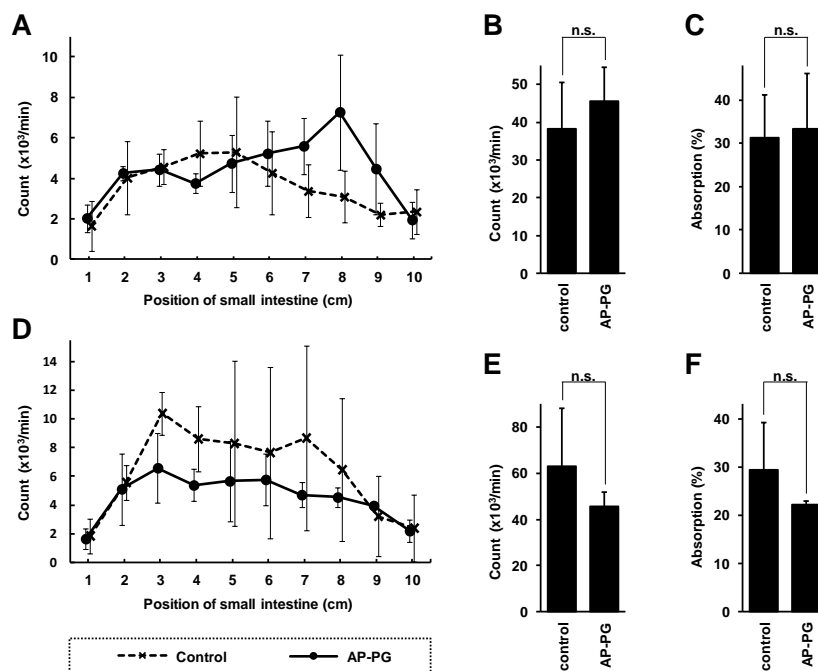 A
Count (x10³/min)
10
8
6
4
2
0
1 2 3 4 5 6 7 8 9 10
Position of small intestine (cm)
B
n.s.
Count (x10³/min)
50
40
30
20
10
0
control
AP-PG
C
n.s.
Absorption (%)
40
30
20
10
0
control
AP-PG
D
Count (x10³/min)
14
12
10
8
6
4
2
0
1 2 3 4 5 6 7 8 9 10
Position of small intestine (cm)
E
n.s.
Count (x10³/min)
80
60
40
20
0
control
AP-PG
F
n.s.
Absorption (%)
40
30
20
10
0
control
AP-PG
Control AP-PG